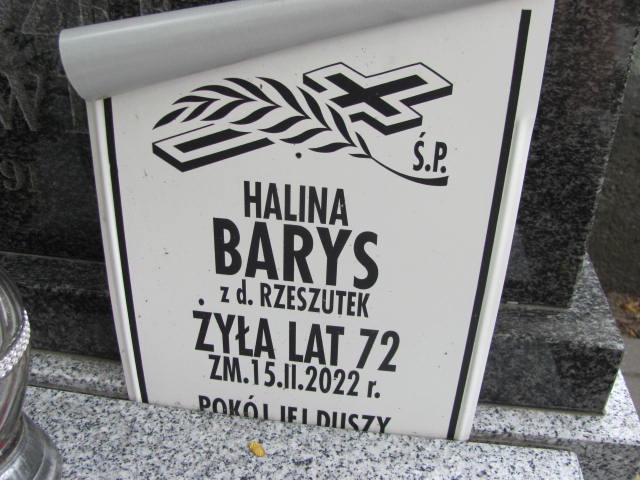 Ś.P.
HALINA
BARYS
z d. RZESZUTEK
ŻYŁA LAT 72
ZM.15.II.2022 r.
POKÓJ JEJ DUSZY